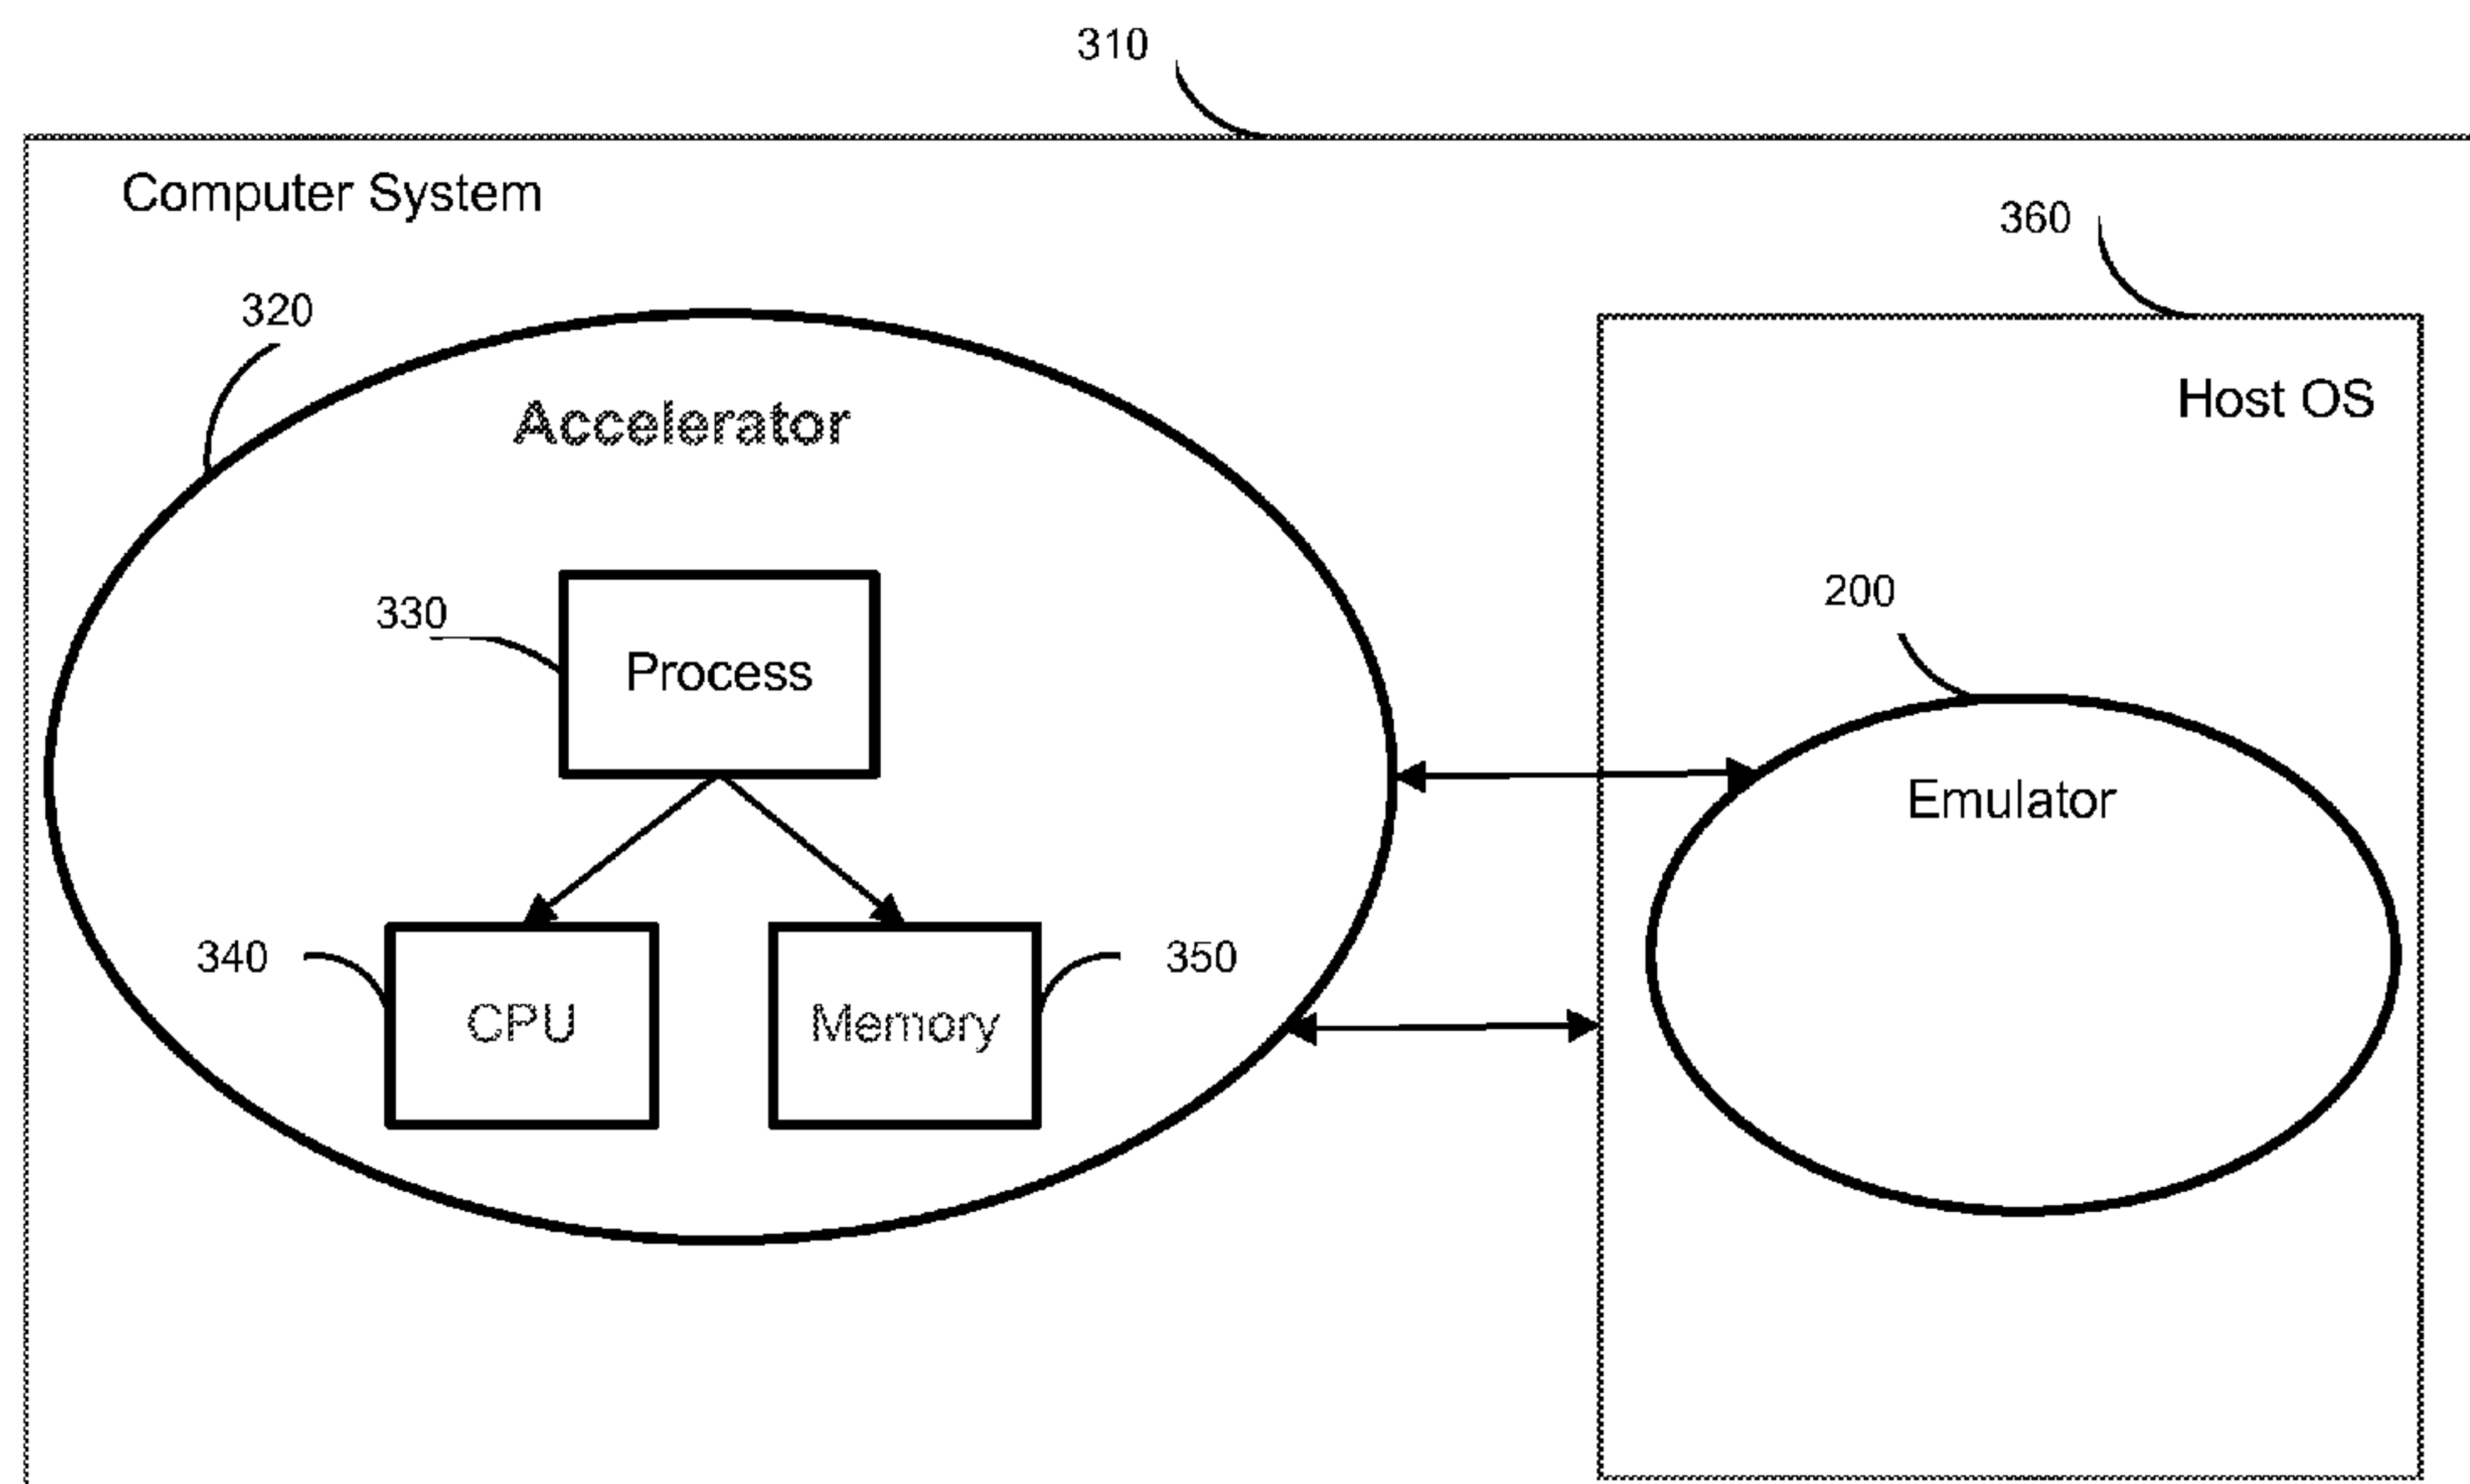 310
Computer System
360
320
Accelerator
Host OS
330
Process
200
Emulator
340
CPU
Memory
350